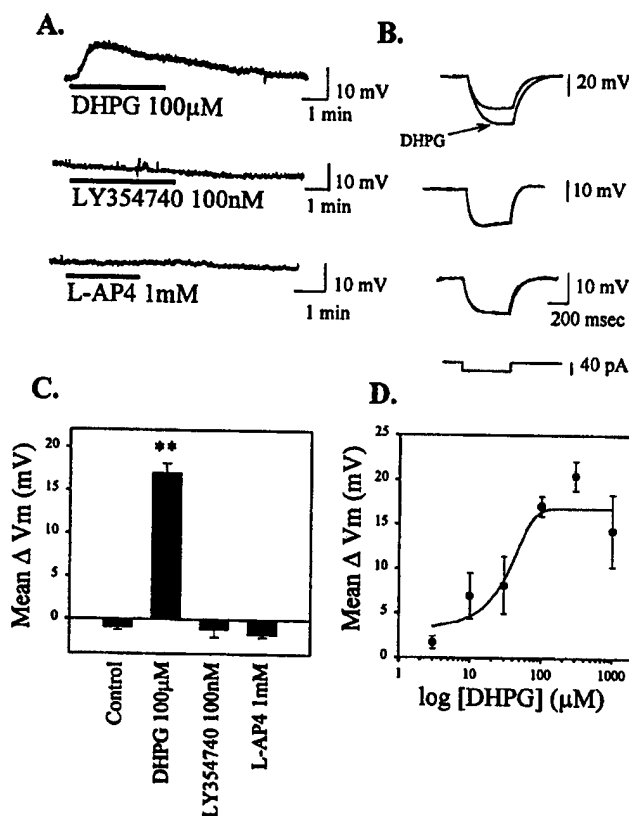 A.
10 mV
1 min
DHPG 100µM
10 mV
1 min
LY354740 100nM
10 mV
1 min
L-AP4 1mM
B.
20 mV
DHPG
10 mV
10 mV
200 msec
40 pA
C.
Mean Δ Vm (mV)
20
15
10
5
0
**
Control
DHPG 100µM
LY354740 100nM
L-AP4 1mM
D.
Mean Δ Vm (mV)
25
20
15
10
5
0
1
10
100
1000
log [DHPG] (µM)